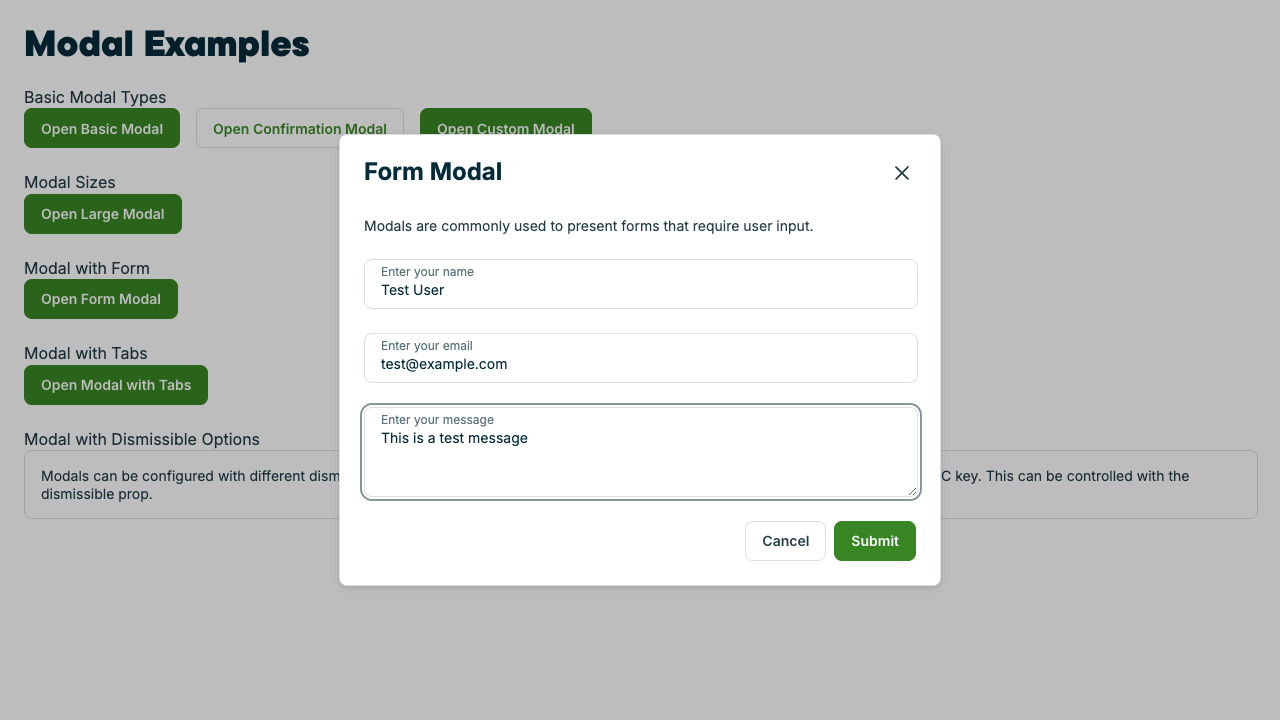 Modal Examples
Basic Modal Types
Open Basic Modal
Open Confirmation Modal
Open Custom Modal
Modal Sizes
Open Large Modal
Modal with Form
Open Form Modal
Modal with Tabs
Open Modal with Tabs
Modal with Dismissible Options
Modals can be configured with different dism
C key. This can be controlled with the
dismissible prop.
Form Modal
Modals are commonly used to present forms that require user input.
Enter your name
Test User
Enter your email
test@example.com
Enter your message
This is a test message
Cancel
Submit